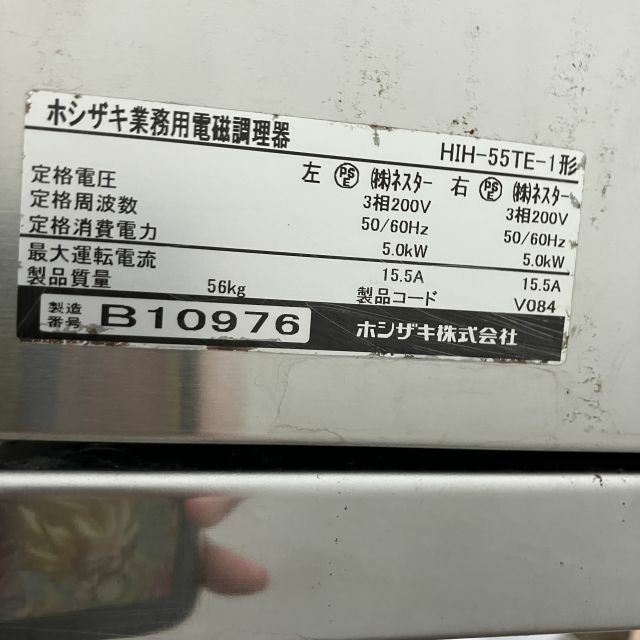 ホシザキ業務用電磁調理器 HIH-55TE-1形
左 PSE ㈱ネスター 右 PSE ㈱ネスター
定格電圧 3相200V 3相200V
定格周波数 50/60Hz 50/60Hz
定格消費電力 5.0kW 5.0kW
最大運転電流 15.5A 15.5A
製品質量 56kg 製品コード V084
製造番号 B10976 ホシザキ株式会社